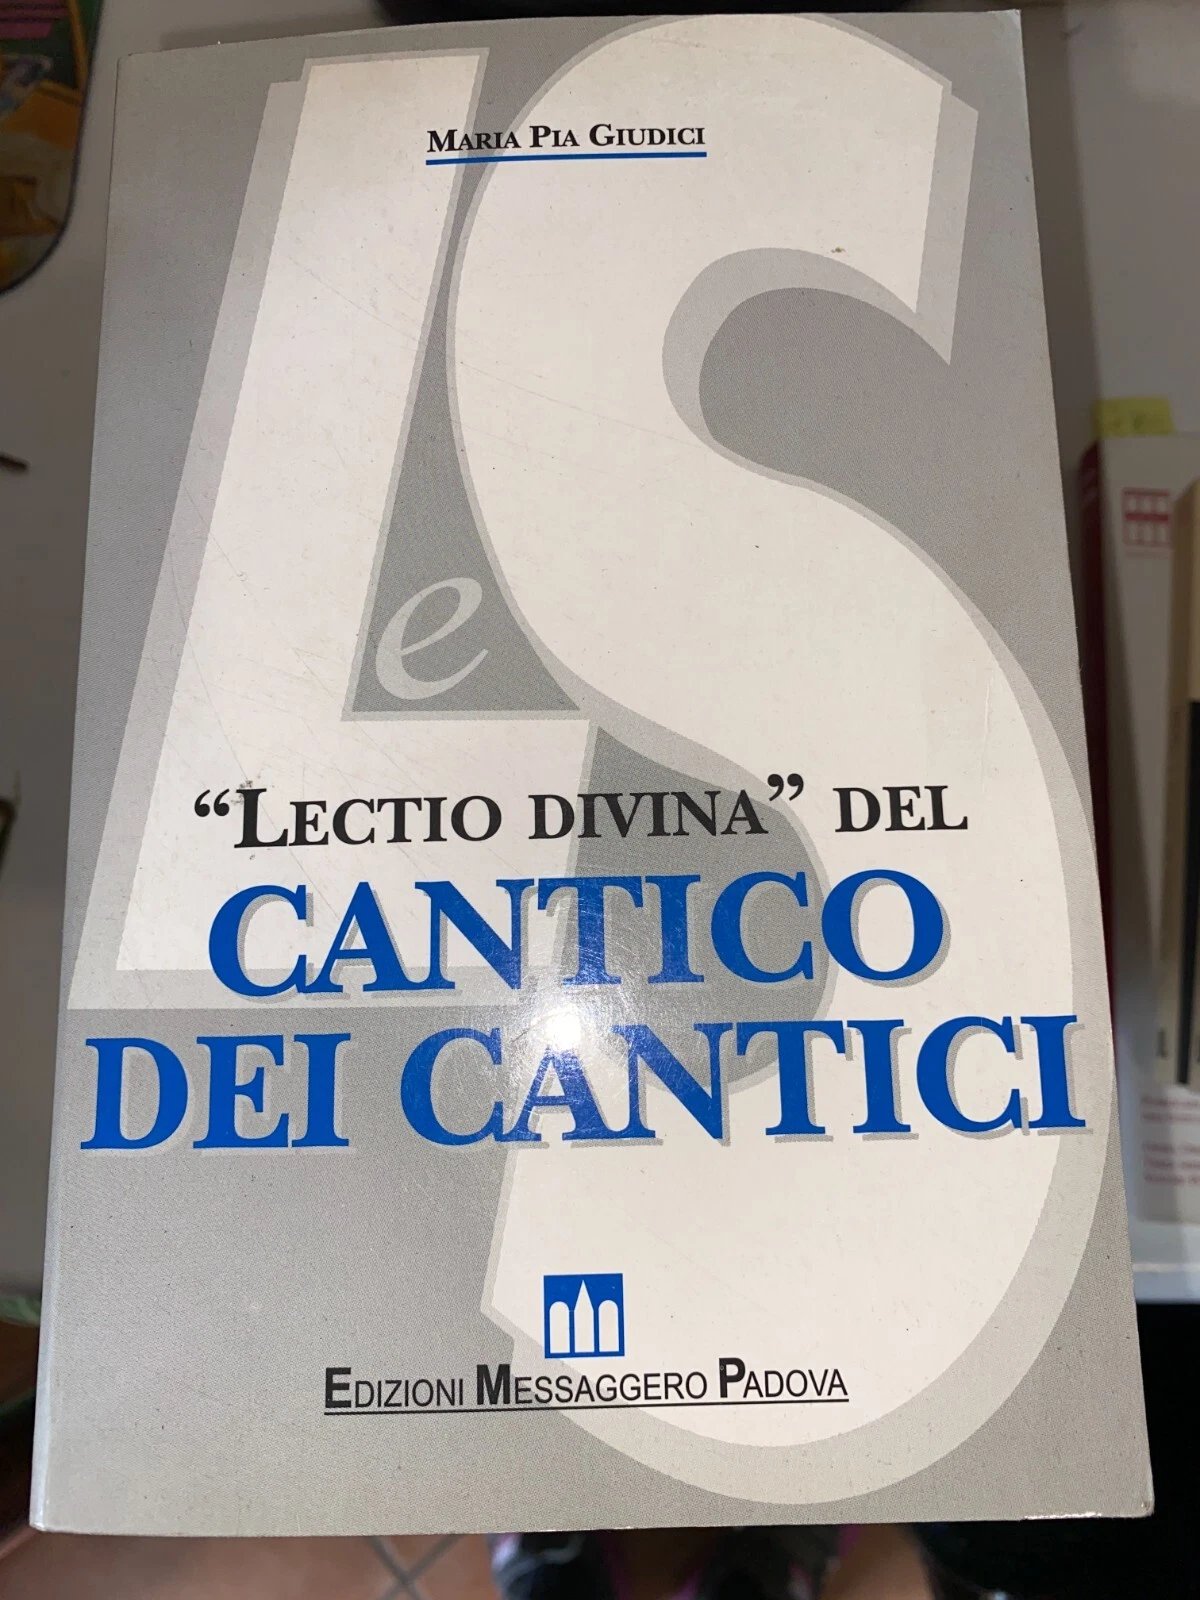 MARIA PIA GIUDICI
L e S
“LECTIO DIVINA” DEL
CANTICO
DEI CANTICI
EDIZIONI MESSAGGERO PADOVA